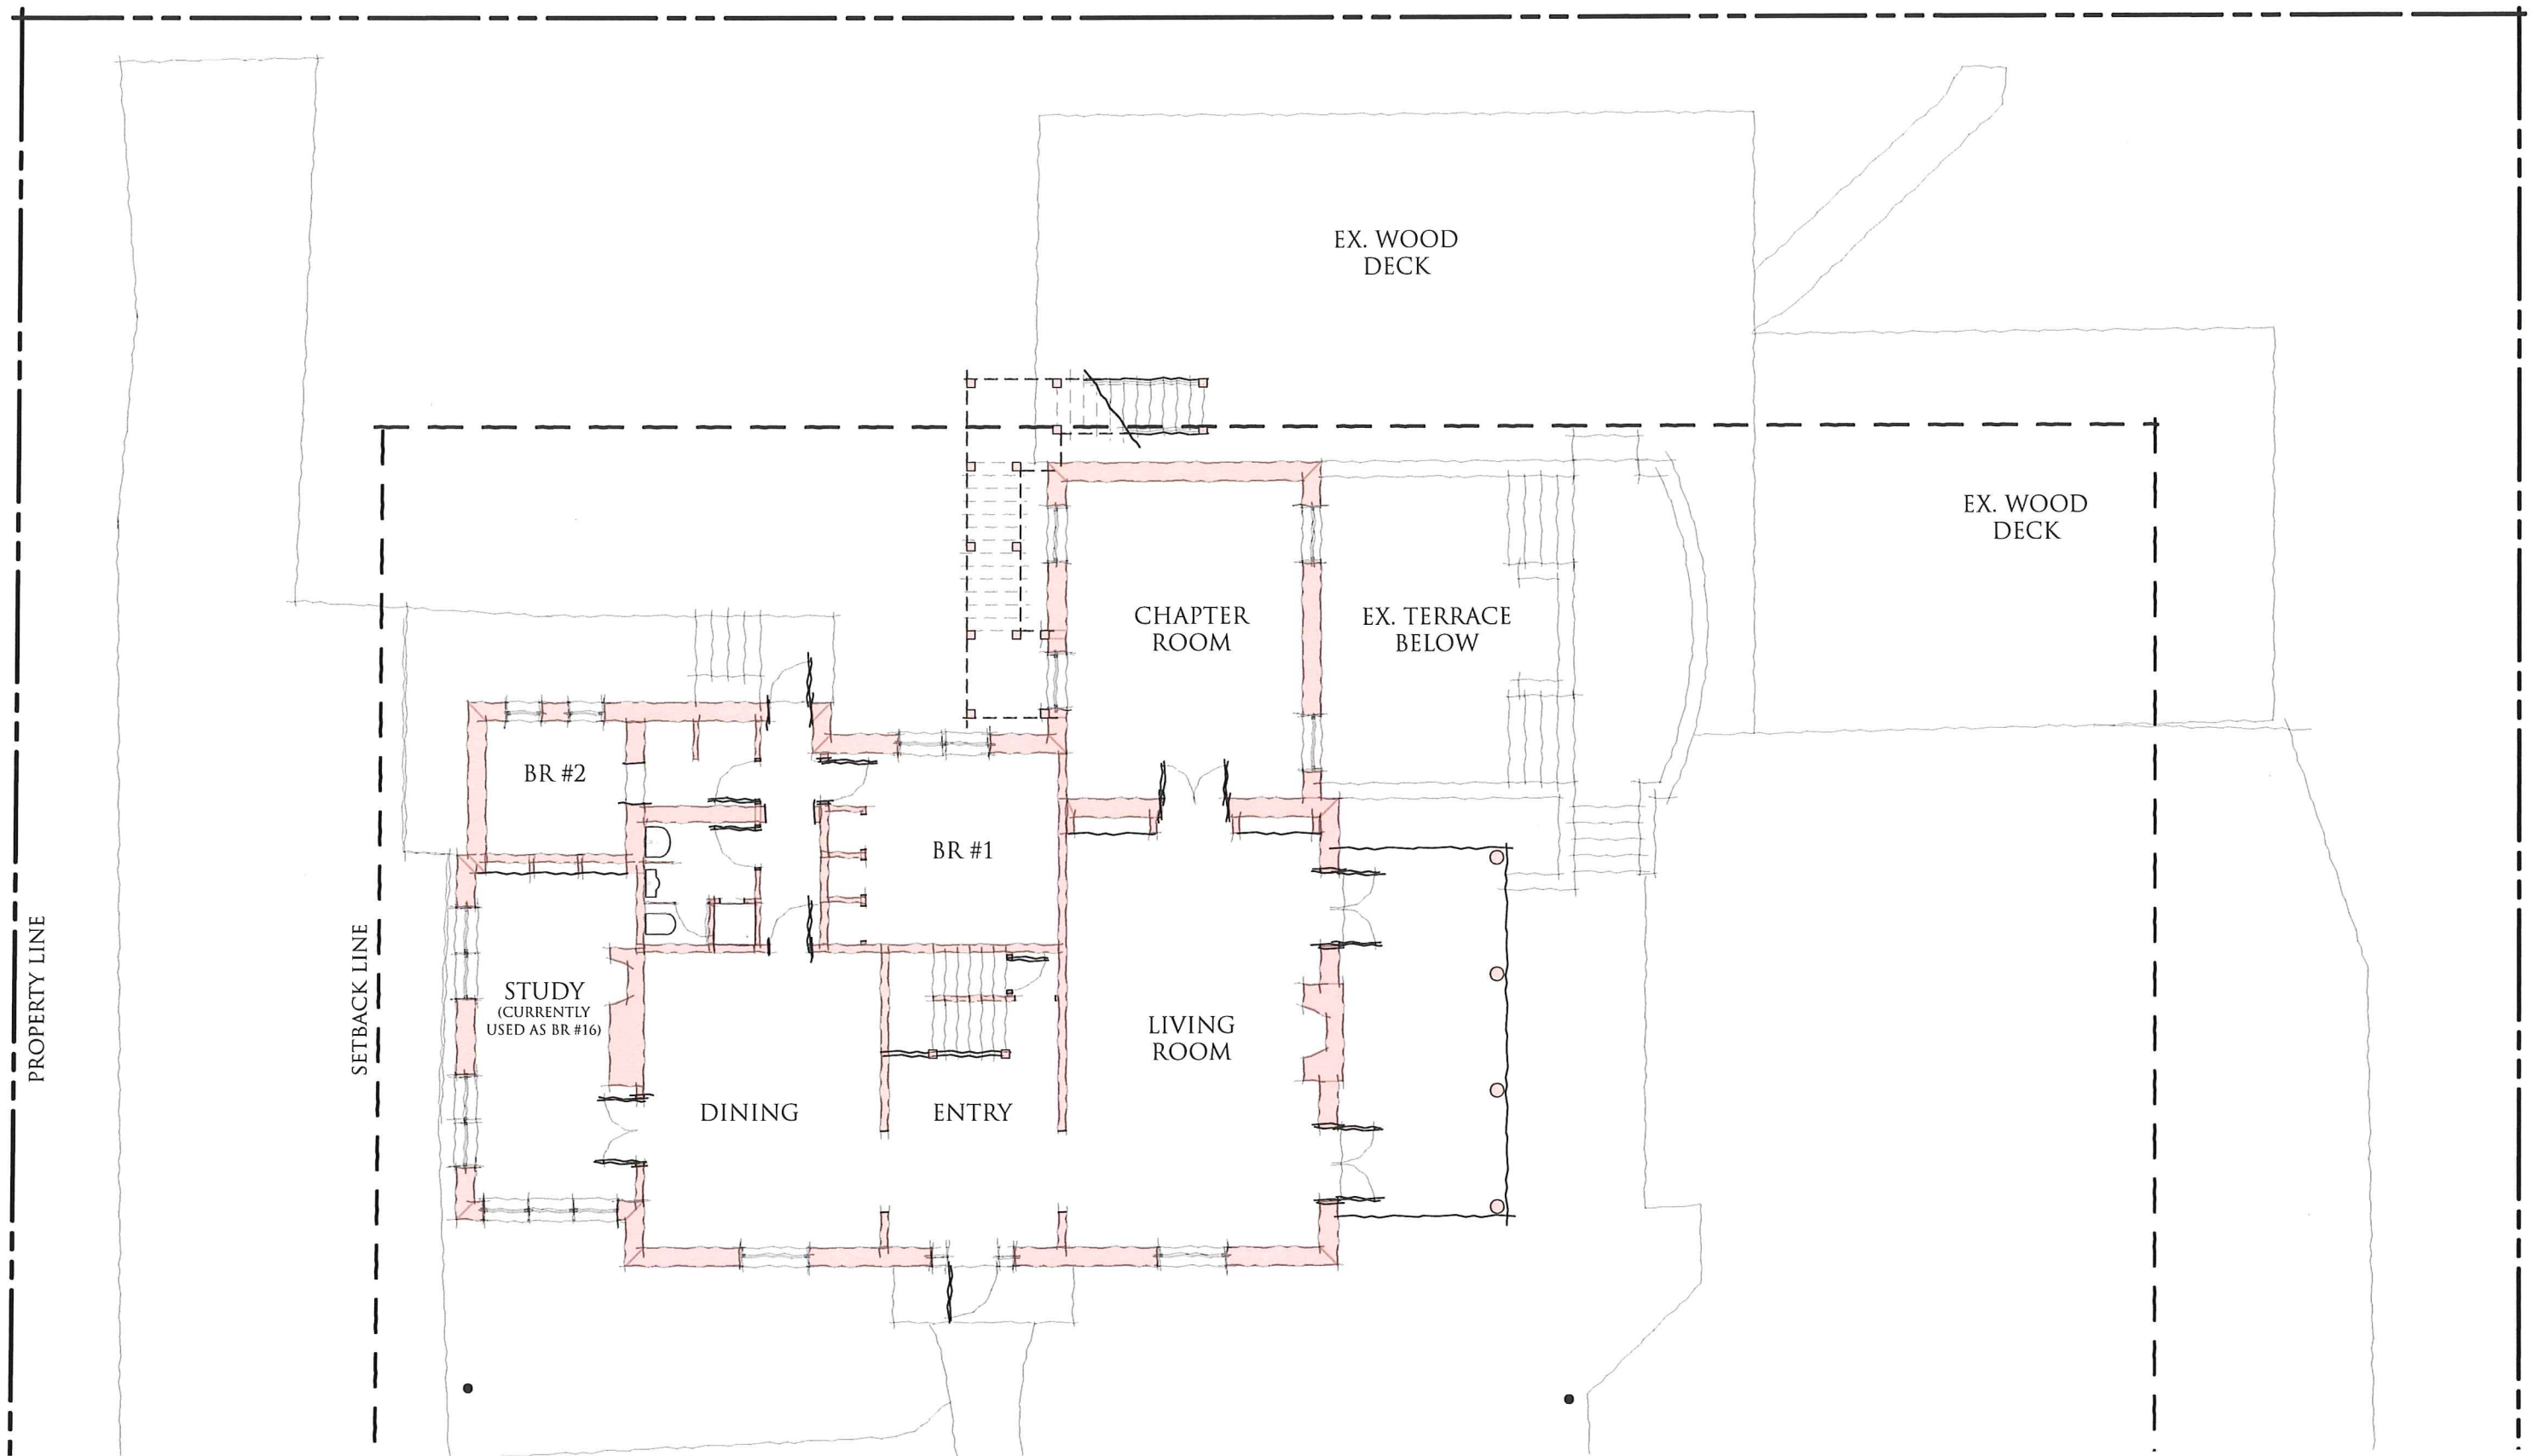 EX. WOOD
DECK
EX. WOOD
DECK
CHAPTER
ROOM
EX. TERRACE
BELOW
BR #2
BR #1
PROPERTY LINE
SETBACK LINE
STUDY
(CURRENTLY
USED AS BR #16)
LIVING
ROOM
DINING
ENTRY